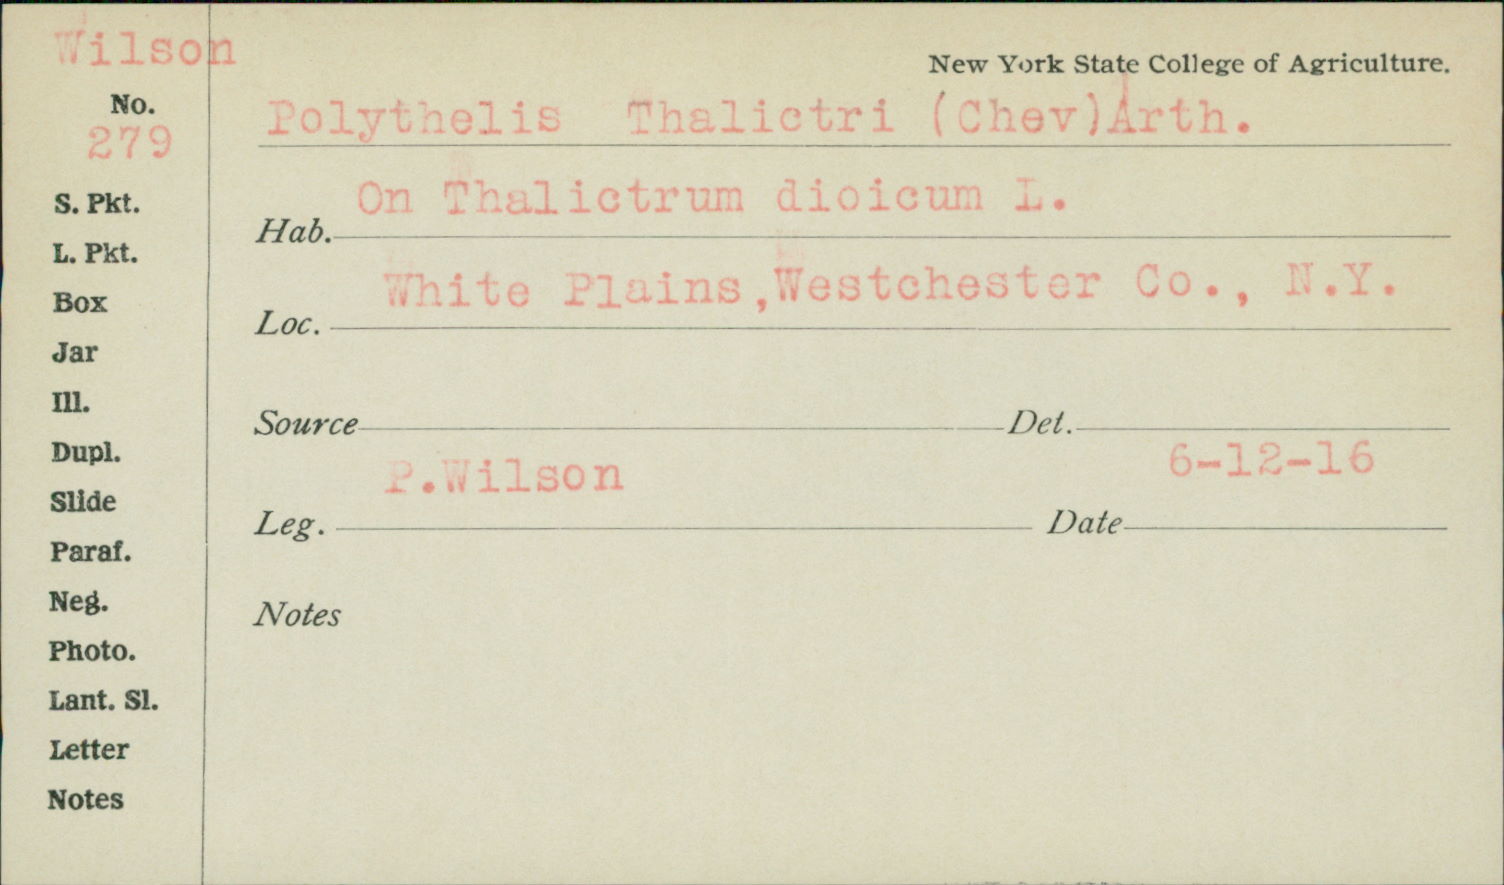 Wilson
New York State College of Agriculture.
No.
279
Polythelis Thalictri (Chev)Arth.
S. Pkt.
On Thalictrum dioicum L.
Hab.
L. Pkt.
White Plains,Westchester Co., N.Y.
Box
Loc.
Jar
Ill.
Source Det.
Dupl.
P.Wilson 6-12-16
Slide
Leg. Date
Paraf.
Neg.
Notes
Photo.
Lant. Sl.
Letter
Notes